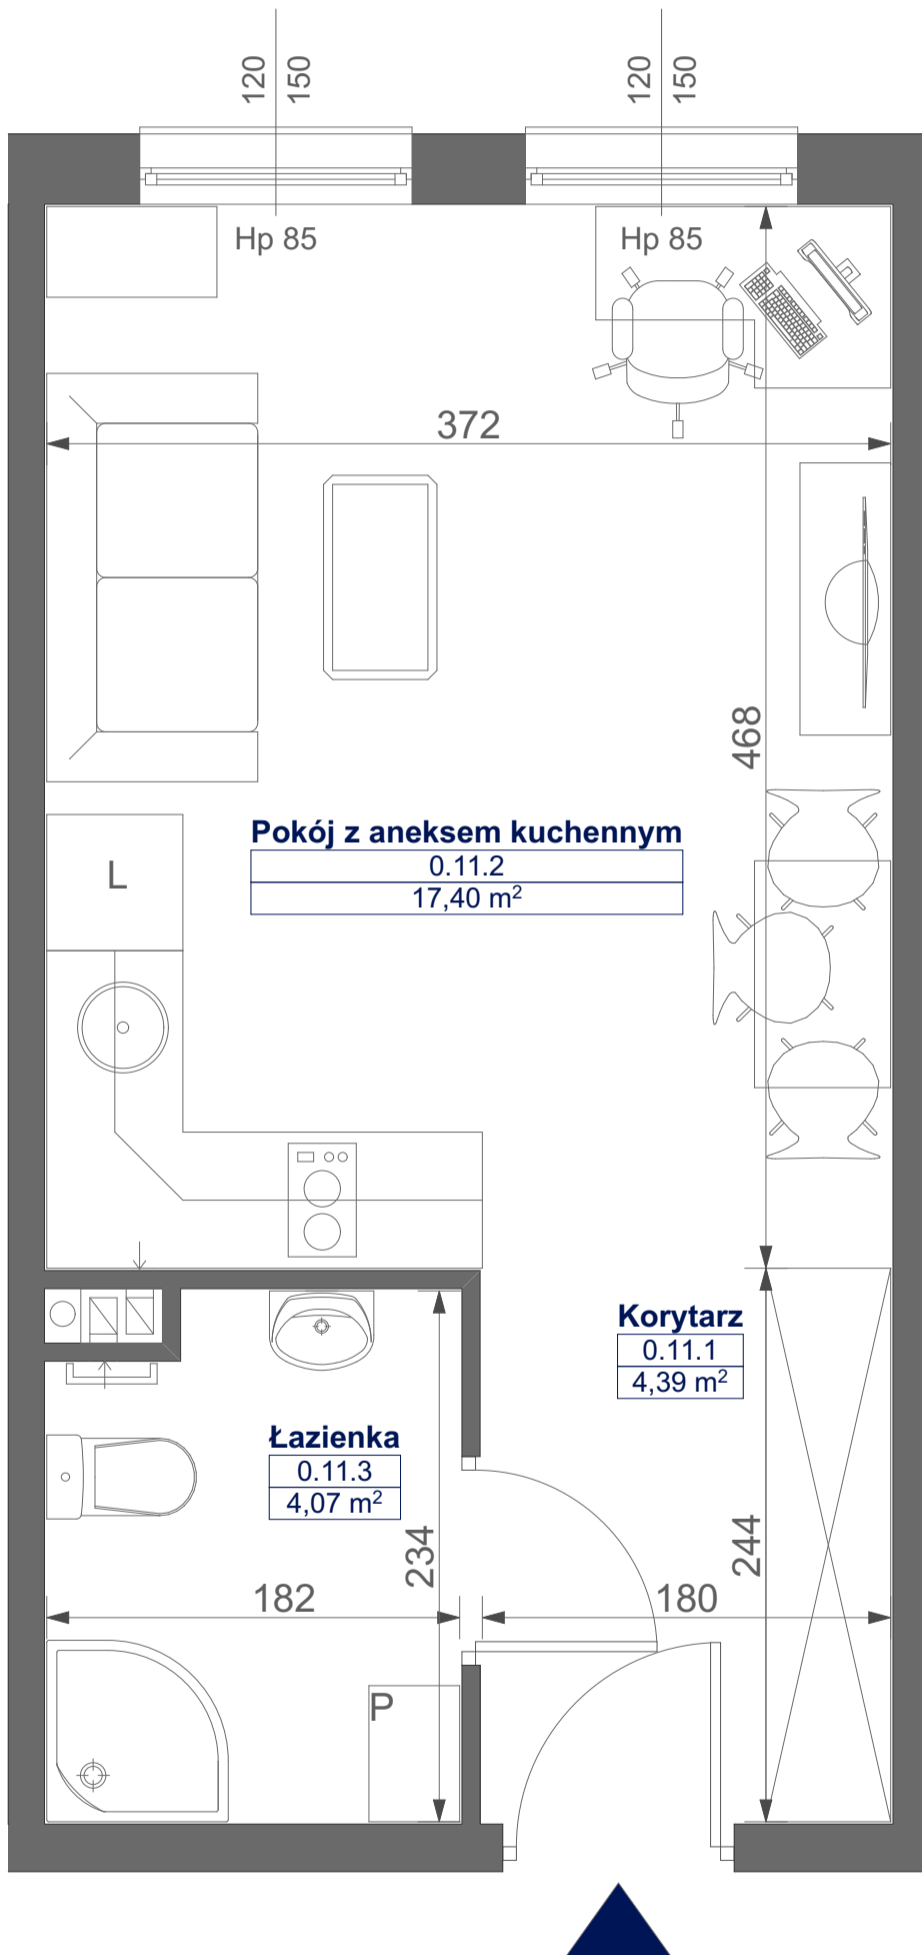 120
150
120
150
Hp 85
Hp 85
372
468
Pokój z aneksem kuchennym
0.11.2
17,40 m²
L
Korytarz
0.11.1
4,39 m²
Łazienka
0.11.3
4,07 m²
234
244
182
180
P